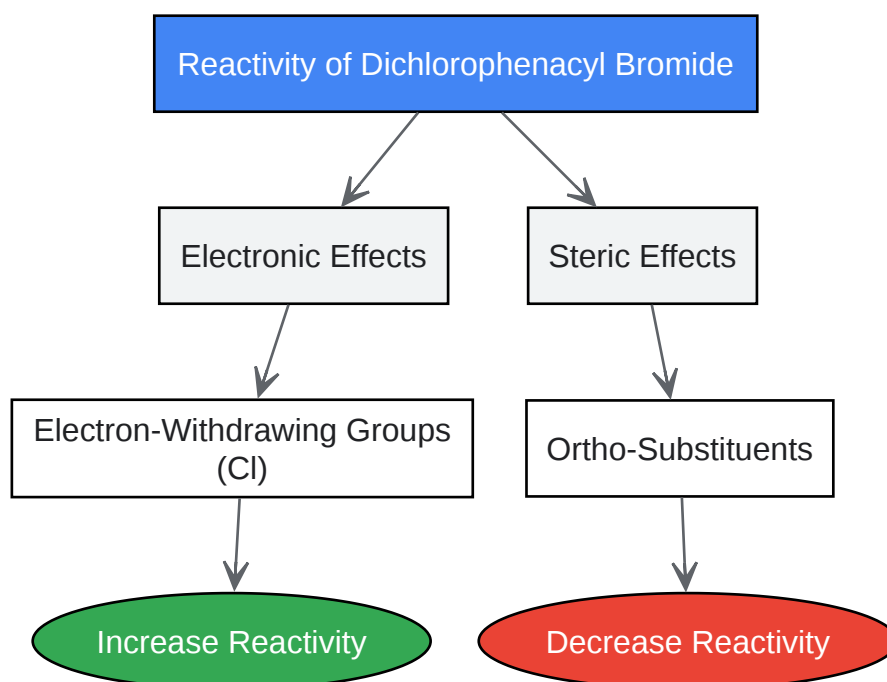 Reactivity of Dichlorophenacyl Bromide
Electronic Effects
Steric Effects
Electron-Withdrawing Groups
(Cl)
Ortho-Substituents
Increase Reactivity
Decrease Reactivity